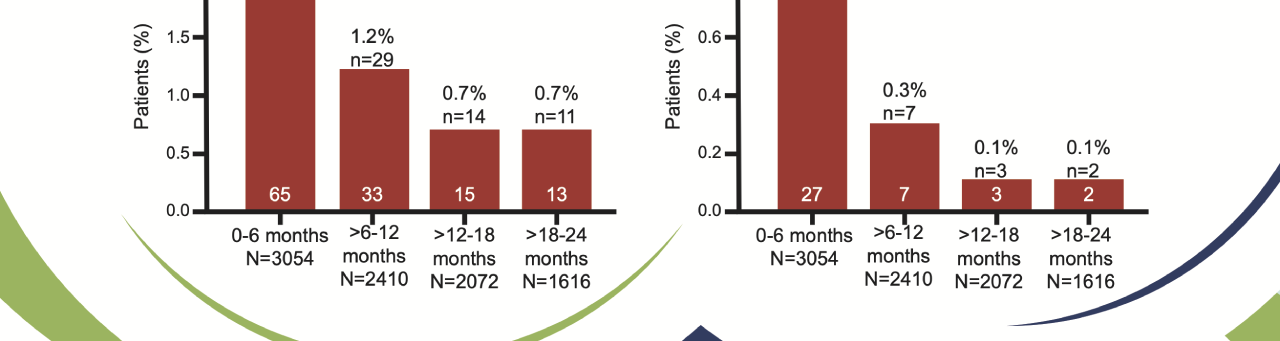 Patients (%)
1.5
1.0
0.5
0.0
1.2%
n=29
0.7%
n=14
0.7%
n=11
65
33
15
13
0-6 months
N=3054
>6-12
months
N=2410
>12-18
months
N=2072
>18-24
months
N=1616
Patients (%)
0.6
0.4
0.2
0.0
0.3%
n=7
0.1%
n=3
0.1%
n=2
27
7
3
2
0-6 months
N=3054
>6-12
months
N=2410
>12-18
months
N=2072
>18-24
months
N=1616